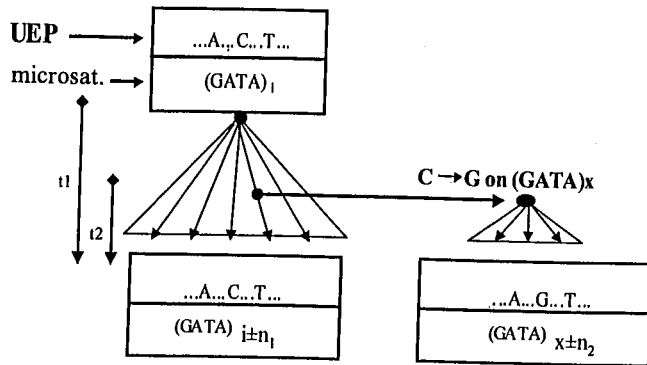 UEP
...A...C...T...
microsat.
(GATA)ı
t1
C→G on (GATA)x
t2
...A...C...T...
...A...G...T...
(GATA) i±n1
(GATA) x±n2